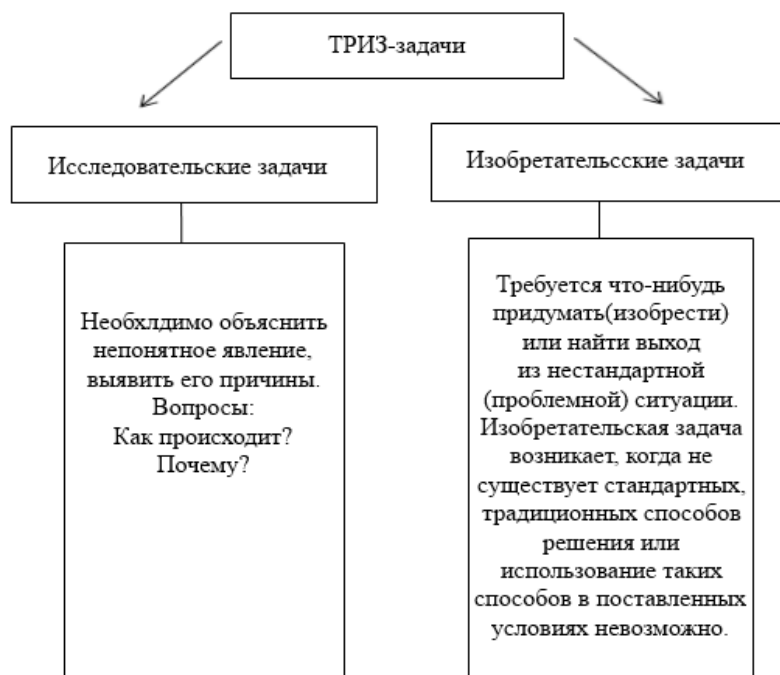 ТРИЗ-задачи
Исследовательские задачи
Изобретательсские задачи
Необхлдимо объяснить
непонятное явление,
выявить его причины.
Вопросы:
Как происходит?
Почему?
Требуется что-нибудь
придумать(изобрести)
или найти выход
из нестандартной
(проблемной) ситуации.
Изобретательская задача
возникает, когда не
существует стандартных,
традиционных способов
решения или
использование таких
способов в поставленных
условиях невозможно.